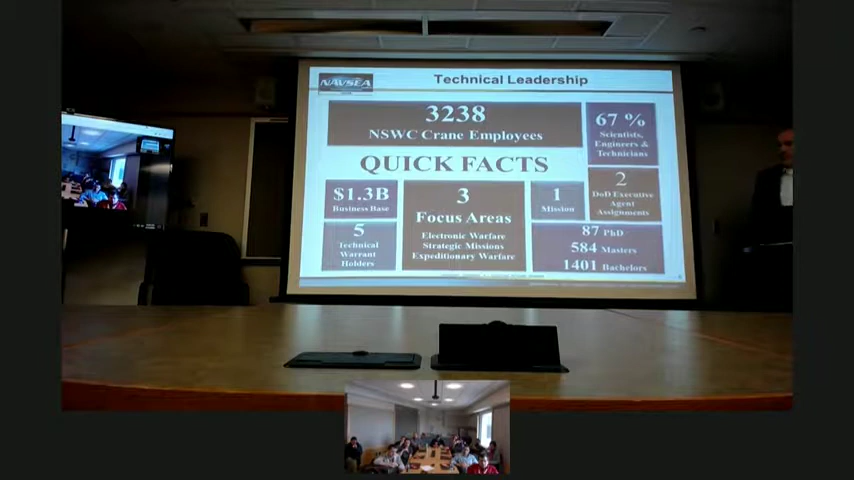 NAVSEA
Technical Leadership
3238
NSWC Crane Employees
67 %
Scientists,
Engineers &
Technicians
QUICK FACTS
$1.3B
Business Base
3
Focus Areas
Electronic Warfare
Strategic Missions
Expeditionary Warfare
1
Mission
2
DoD Executive
Agent
Assignments
5
Technical
Warrant
Holders
87 PhD
584 Masters
1401 Bachelors